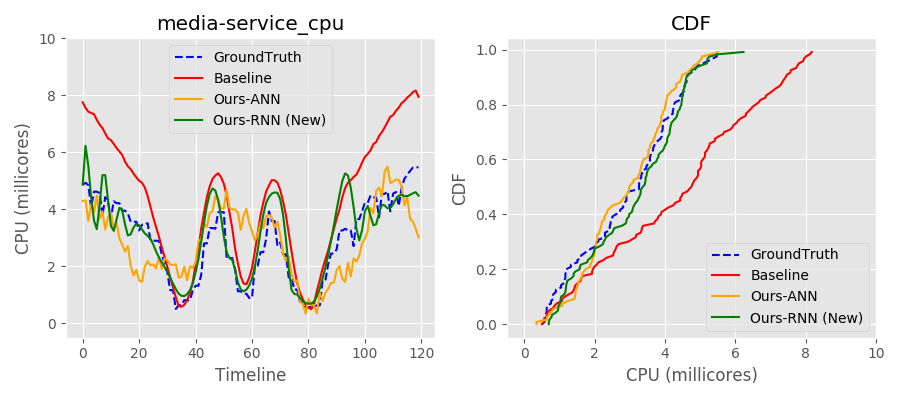 media-service_cpu
10
8
6
4
2
0
CPU (millicores)
GroundTruth
Baseline
Ours-ANN
Ours-RNN (New)
0 20 40 60 80 100 120
Timeline
CDF
1.0
0.8
0.6
0.4
0.2
0.0
CDF
GroundTruth
Baseline
Ours-ANN
Ours-RNN (New)
0 2 4 6 8 10
CPU (millicores)